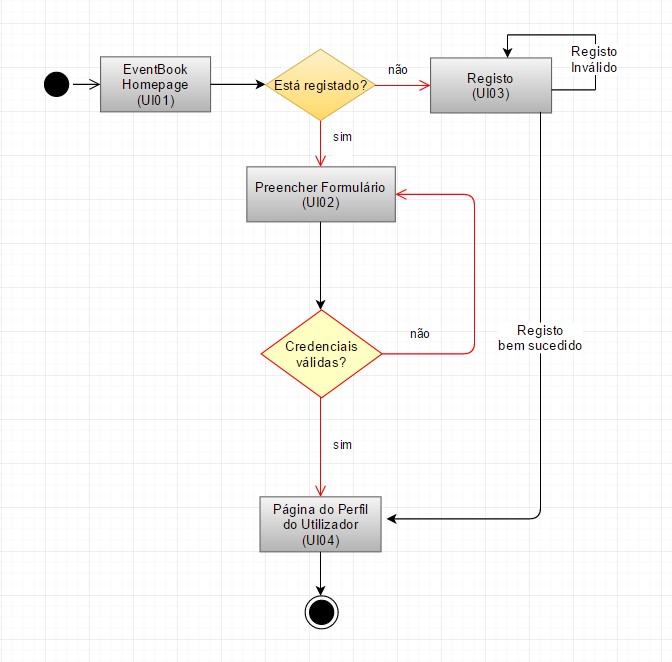 EventBook
Homepage
(UI01)
Está registado?
não
Registo
(UI03)
Registo
Inválido
sim
Preencher Formulário
(UI02)
Credenciais
válidas?
não
Registo
bem sucedido
sim
Página do Perfil
do Utilizador
(UI04)